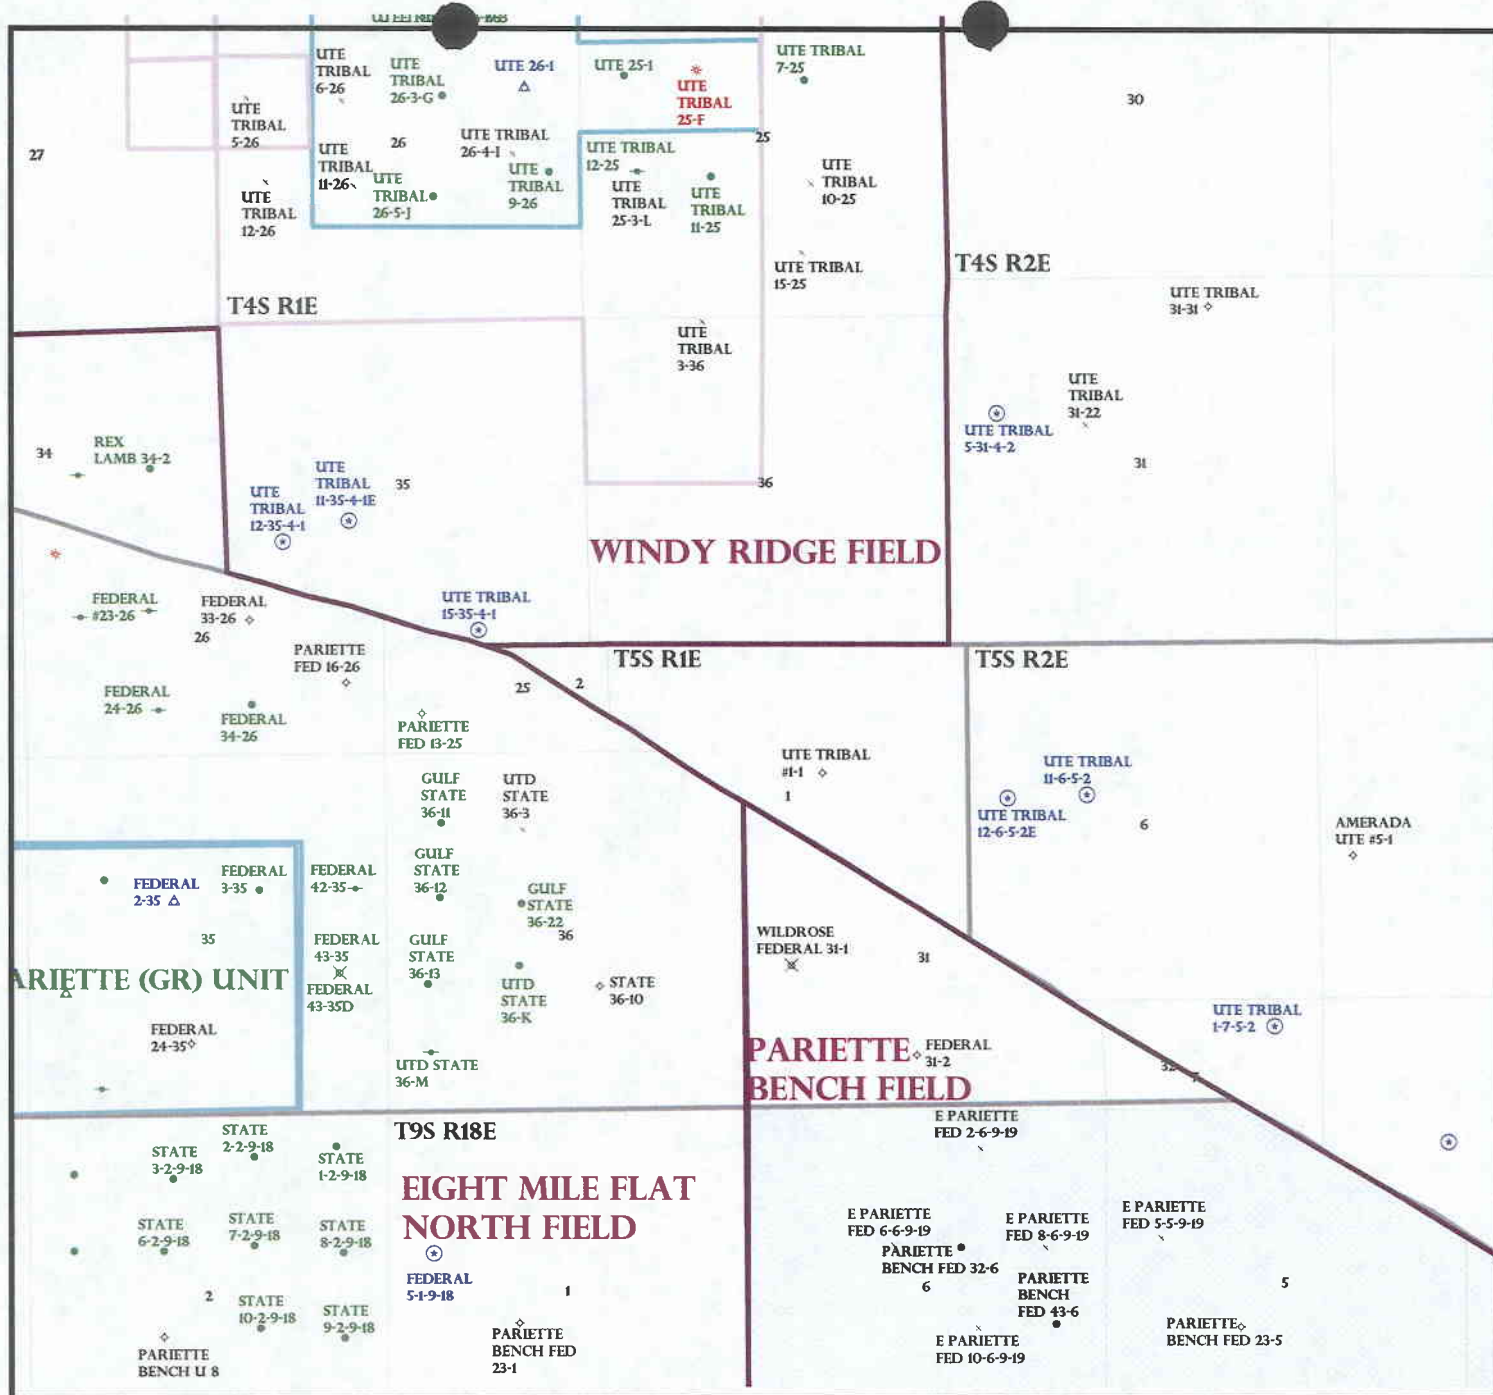 UTE
TRIBAL
6-26
UTE
TRIBAL
26-3-G
UTE 26-1
UTE 25-1
UTE
TRIBAL
25-F
UTE TRIBAL
7-25
30
UTE
TRIBAL
5-26
27
26
UTE TRIBAL
26-4-I
25
UTE
TRIBAL
11-26
UTE
TRIBAL
26-5-J
UTE
TRIBAL
9-26
UTE TRIBAL
12-25
UTE
TRIBAL
25-3-L
UTE
TRIBAL
11-25
UTE
TRIBAL
10-25
UTE
TRIBAL
12-26
UTE TRIBAL
15-25
T4S R1E
T4S R2E
UTE TRIBAL
31-31
UTE
TRIBAL
3-36
UTE
TRIBAL
31-22
UTE TRIBAL
5-31-4-2
31
34
REX
LAMB 34-2
UTE
TRIBAL
12-35-4-1
UTE
TRIBAL
11-35-4-1E
35
36
WINDY RIDGE FIELD
FEDERAL
#23-26
FEDERAL
33-26
26
UTE TRIBAL
15-35-4-1
PARIETTE
FED 16-26
T5S R1E
T5S R2E
25
2
FEDERAL
24-26
FEDERAL
34-26
PARIETTE
FED 13-25
GULF
STATE
36-11
UTD
STATE
36-3
UTE TRIBAL
#1-1
1
UTE TRIBAL
11-6-5-2
UTE TRIBAL
12-6-5-2E
6
AMERADA
UTE #5-1
FEDERAL
2-35
FEDERAL
3-35
FEDERAL
42-35
GULF
STATE
36-12
GULF
STATE
36-22
36
35
FEDERAL
43-35
FEDERAL
43-35D
GULF
STATE
36-13
UTD
STATE
36-K
STATE
36-10
WILDROSE
FEDERAL 31-1
31
ARIETTE (GR) UNIT
FEDERAL
24-35
UTD STATE
36-M
PARIETTE
BENCH FIELD
FEDERAL
31-2
UTE TRIBAL
1-7-5-2
32
7
T9S R18E
STATE
3-2-9-18
STATE
2-2-9-18
STATE
1-2-9-18
EIGHT MILE FLAT
NORTH FIELD
E PARIETTE
FED 2-6-9-19
STATE
6-2-9-18
STATE
7-2-9-18
STATE
8-2-9-18
FEDERAL
5-1-9-18
E PARIETTE
FED 6-6-9-19
PARIETTE
BENCH FED 32-6
6
E PARIETTE
FED 8-6-9-19
E PARIETTE
FED 5-5-9-19
PARIETTE
BENCH
FED 43-6
5
2
STATE
10-2-9-18
STATE
9-2-9-18
1
PARIETTE
BENCH U 8
PARIETTE
BENCH FED
23-1
E PARIETTE
FED 10-6-9-19
PARIETTE
BENCH FED 23-5